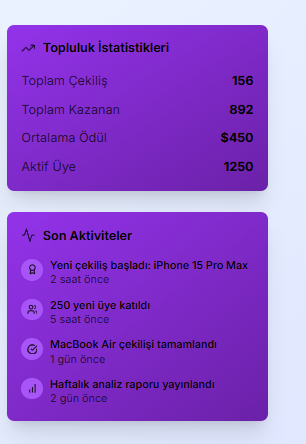 Topluluk İstatistikleri
Toplam Çekiliş 156
Toplam Kazanan 892
Ortalama Ödül $450
Aktif Üye 1250
Son Aktiviteler
Yeni çekiliş başladı: iPhone 15 Pro Max
2 saat önce
250 yeni üye katıldı
5 saat önce
MacBook Air çekilişi tamamlandı
1 gün önce
Haftalık analiz raporu yayınlandı
2 gün önce